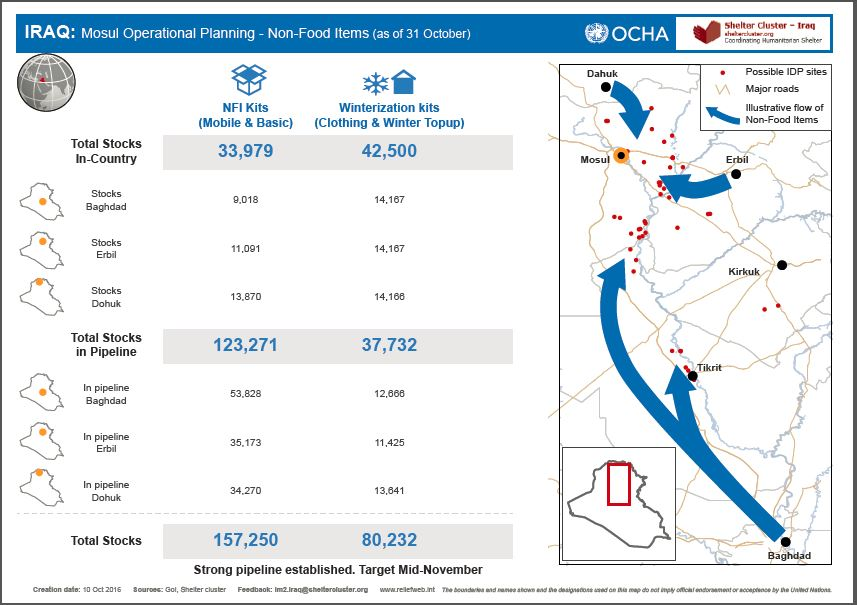 IRAQ: Mosul Operational Planning - Non-Food Items (as of 31 October)
OCHA
Shelter Cluster – Iraq
sheltercluster.org
Coordinating Humanitarian Shelter
NFI Kits
(Mobile & Basic)
Winterization kits
(Clothing & Winter Topup)
Total Stocks
In-Country
33,979
42,500
Stocks
Baghdad
9,018
14,167
Stocks
Erbil
11,091
14,167
Stocks
Dohuk
13,870
14,166
Total Stocks
in Pipeline
123,271
37,732
In pipeline
Baghdad
53,828
12,666
In pipeline
Erbil
35,173
11,425
In pipeline
Dohuk
34,270
13,641
Total Stocks
157,250
80,232
Strong pipeline established. Target Mid-November
Possible IDP sites
Major roads
Illustrative flow of
Non-Food Items
Dahuk
Mosul
Erbil
Kirkuk
Tikrit
Baghdad
Creation date: 10 Oct 2016 Sources: GoI, Shelter cluster Feedback: im2.iraq@sheltercluster.org www.reliefweb.int The boundaries and names shown and the designations used on this map do not imply official endorsement or acceptance by the United Nations.